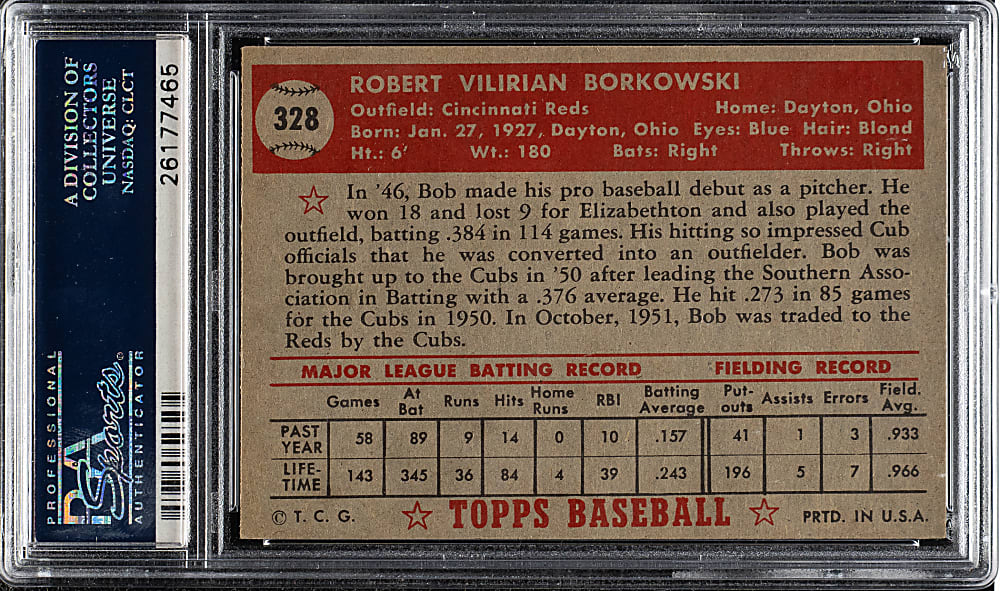 A DIVISION OF
COLLECTORS
UNIVERSE
NASDAQ: CLCT
26177465
PROFESSIONAL
PSA
Sports®
AUTHENTICATOR
328
ROBERT VILIRIAN BORKOWSKI
Outfield: Cincinnati Reds Home: Dayton, Ohio
Born: Jan. 27, 1927, Dayton, Ohio Eyes: Blue Hair: Blond
Ht.: 6' Wt.: 180 Bats: Right Throws: Right
In '46, Bob made his pro baseball debut as a pitcher. He
won 18 and lost 9 for Elizabethton and also played the
outfield, batting .384 in 114 games. His hitting so impressed Cub
officials that he was converted into an outfielder. Bob was
brought up to the Cubs in '50 after leading the Southern Asso-
ciation in Batting with a .376 average. He hit .273 in 85 games
for the Cubs in 1950. In October, 1951, Bob was traded to the
Reds by the Cubs.
MAJOR LEAGUE BATTING RECORD FIELDING RECORD
Games At Bat Runs Hits Home Runs RBI Batting Average Put-outs Assists Errors Field. Avg.
PAST YEAR 58 89 9 14 0 10 .157 41 1 3 .933
LIFE-TIME 143 345 36 84 4 39 .243 196 5 7 .966
© T. C. G. TOPPS BASEBALL PRTD. IN U.S.A.